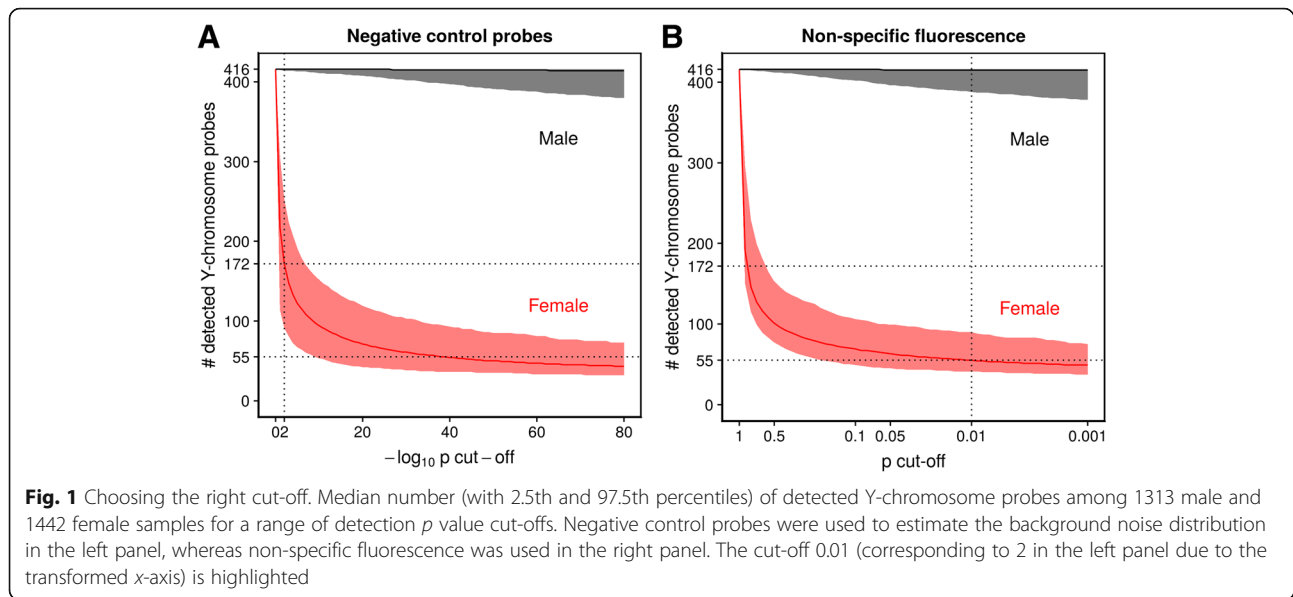 A
Negative control probes
# detected Y-chromosome probes
416
400
300
200
172
100
55
0
Male
Female
0 2 20 40 60 80
−log10 p cut−off
B
Non-specific fluorescence
# detected Y-chromosome probes
416
400
300
200
172
100
55
0
Male
Female
1 0.5 0.1 0.05 0.01 0.001
p cut-off
Fig. 1 Choosing the right cut-off. Median number (with 2.5th and 97.5th percentiles) of detected Y-chromosome probes among 1313 male and
1442 female samples for a range of detection p value cut-offs. Negative control probes were used to estimate the background noise distribution
in the left panel, whereas non-specific fluorescence was used in the right panel. The cut-off 0.01 (corresponding to 2 in the left panel due to the
transformed x-axis) is highlighted